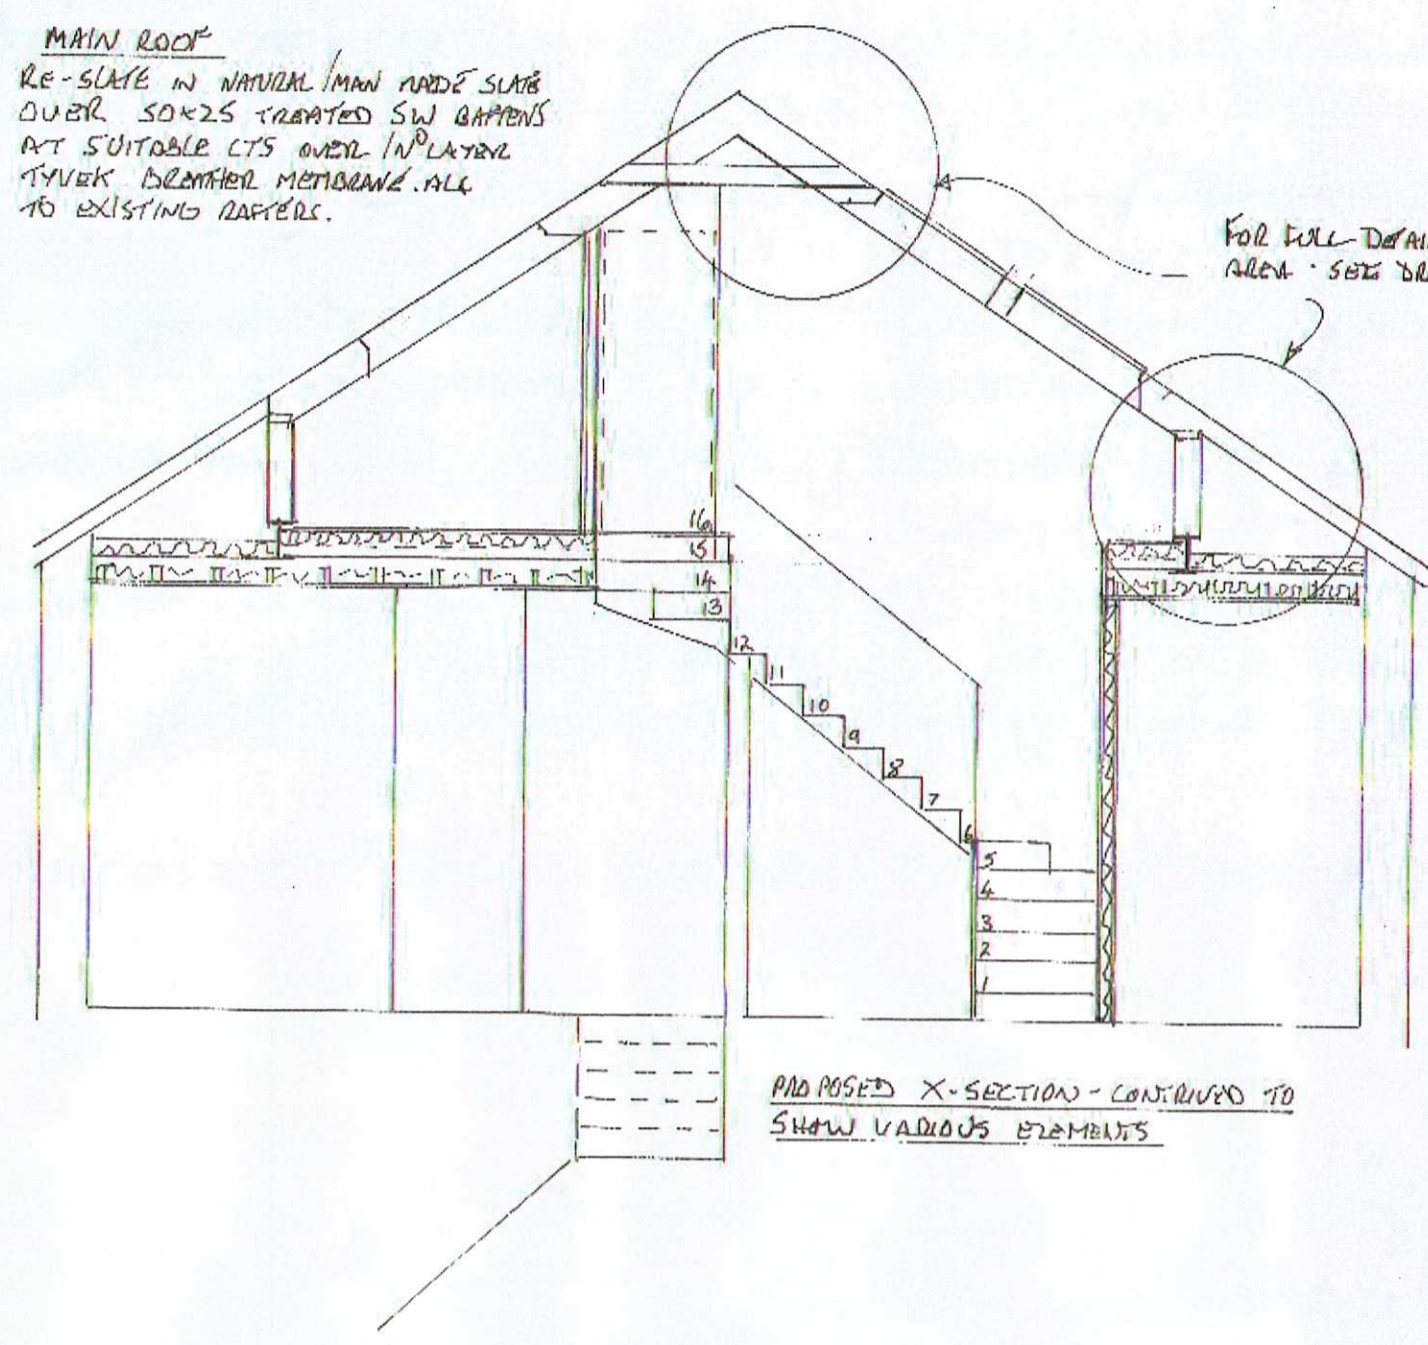 MAIN ROOF
RE-SLATE IN NATURAL/MAN MADE SLATE
OVER 50x25 TREATED SW BATTENS
AT SUITABLE CTS OVER 1Nº LAYER
TYVEK BREATHER MEMBRANE. ALL
TO EXISTING RAFTERS.
FOR FULL DETAI
AREA. SEE DR
16
15
14
13
12
11
10
9
8
7
6
5
4
3
2
1
PROPOSED X-SECTION - CONTRIVED TO
SHOW VARIOUS ELEMENTS